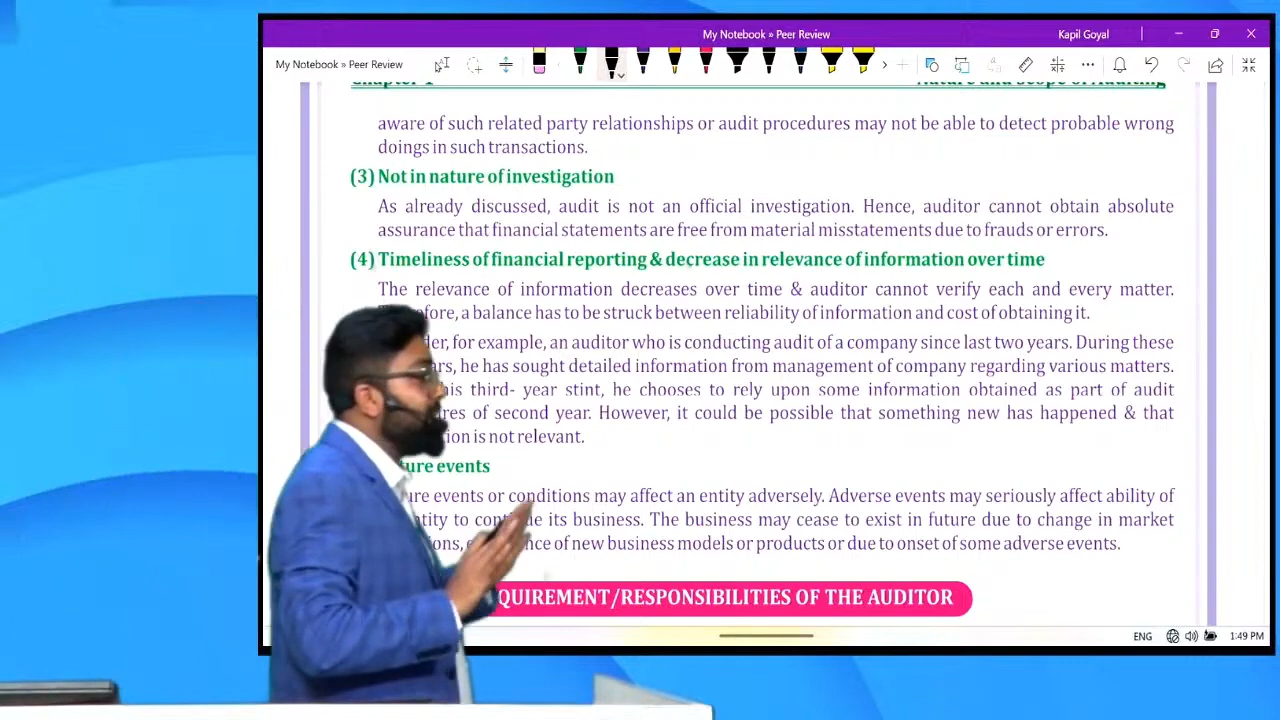 My Notebook » Peer Review
Kapil Goyal
My Notebook » Peer Review
Chapter-1 Nature and Scope of Auditing
aware of such related party relationships or audit procedures may not be able to detect probable wrong
doings in such transactions.
(3) Not in nature of investigation
As already discussed, audit is not an official investigation. Hence, auditor cannot obtain absolute
assurance that financial statements are free from material misstatements due to frauds or errors.
(4) Timeliness of financial reporting & decrease in relevance of information over time
The relevance of information decreases over time & auditor cannot verify each and every matter.
a balance has to be struck between reliability of information and cost of obtaining it.
for example, an auditor who is conducting audit of a company since last two years. During these
he has sought detailed information from management of company regarding various matters.
third- year stint, he chooses to rely upon some information obtained as part of audit
of second year. However, it could be possible that something new has happened & that
is not relevant.
events
events or conditions may affect an entity adversely. Adverse events may seriously affect ability of
to its business. The business may cease to exist in future due to change in market
of new business models or products or due to onset of some adverse events.
QUIREMENT/RESPONSIBILITIES OF THE AUDITOR
ENG 1:49 PM